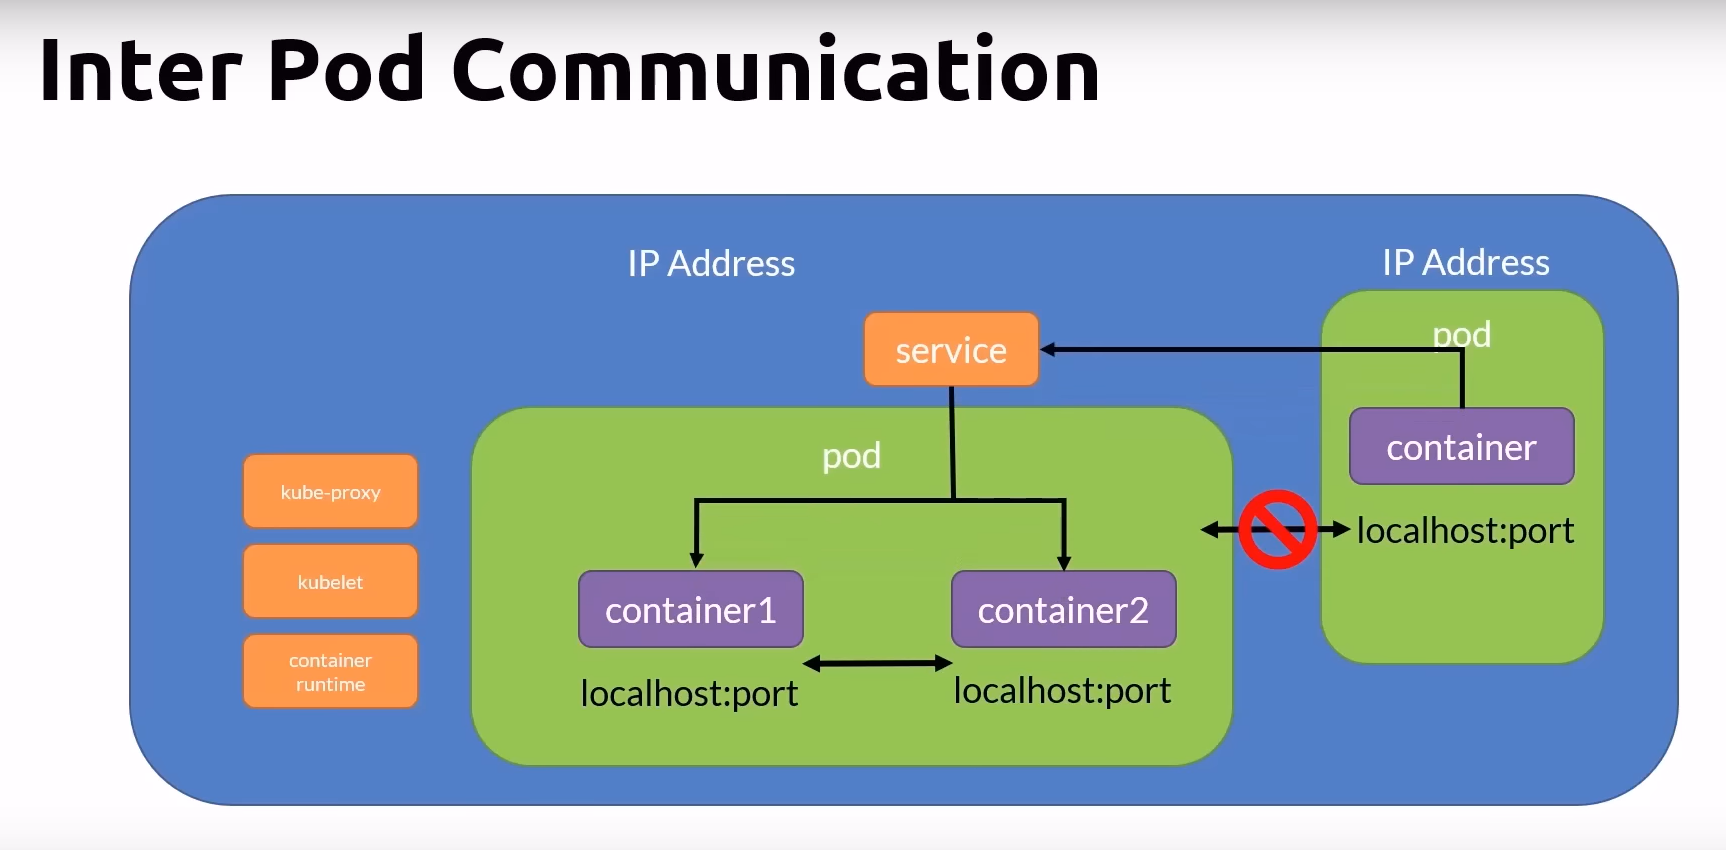 Inter Pod Communication
IP Address
IP Address
service
pod
pod
container
kube-proxy
kubelet
container
runtime
container1
container2
localhost:port
localhost:port
localhost:port